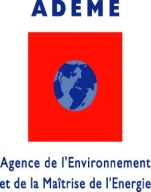 ADEME
Agence de l'Environnement
et de la Maîtrise de l'Energie